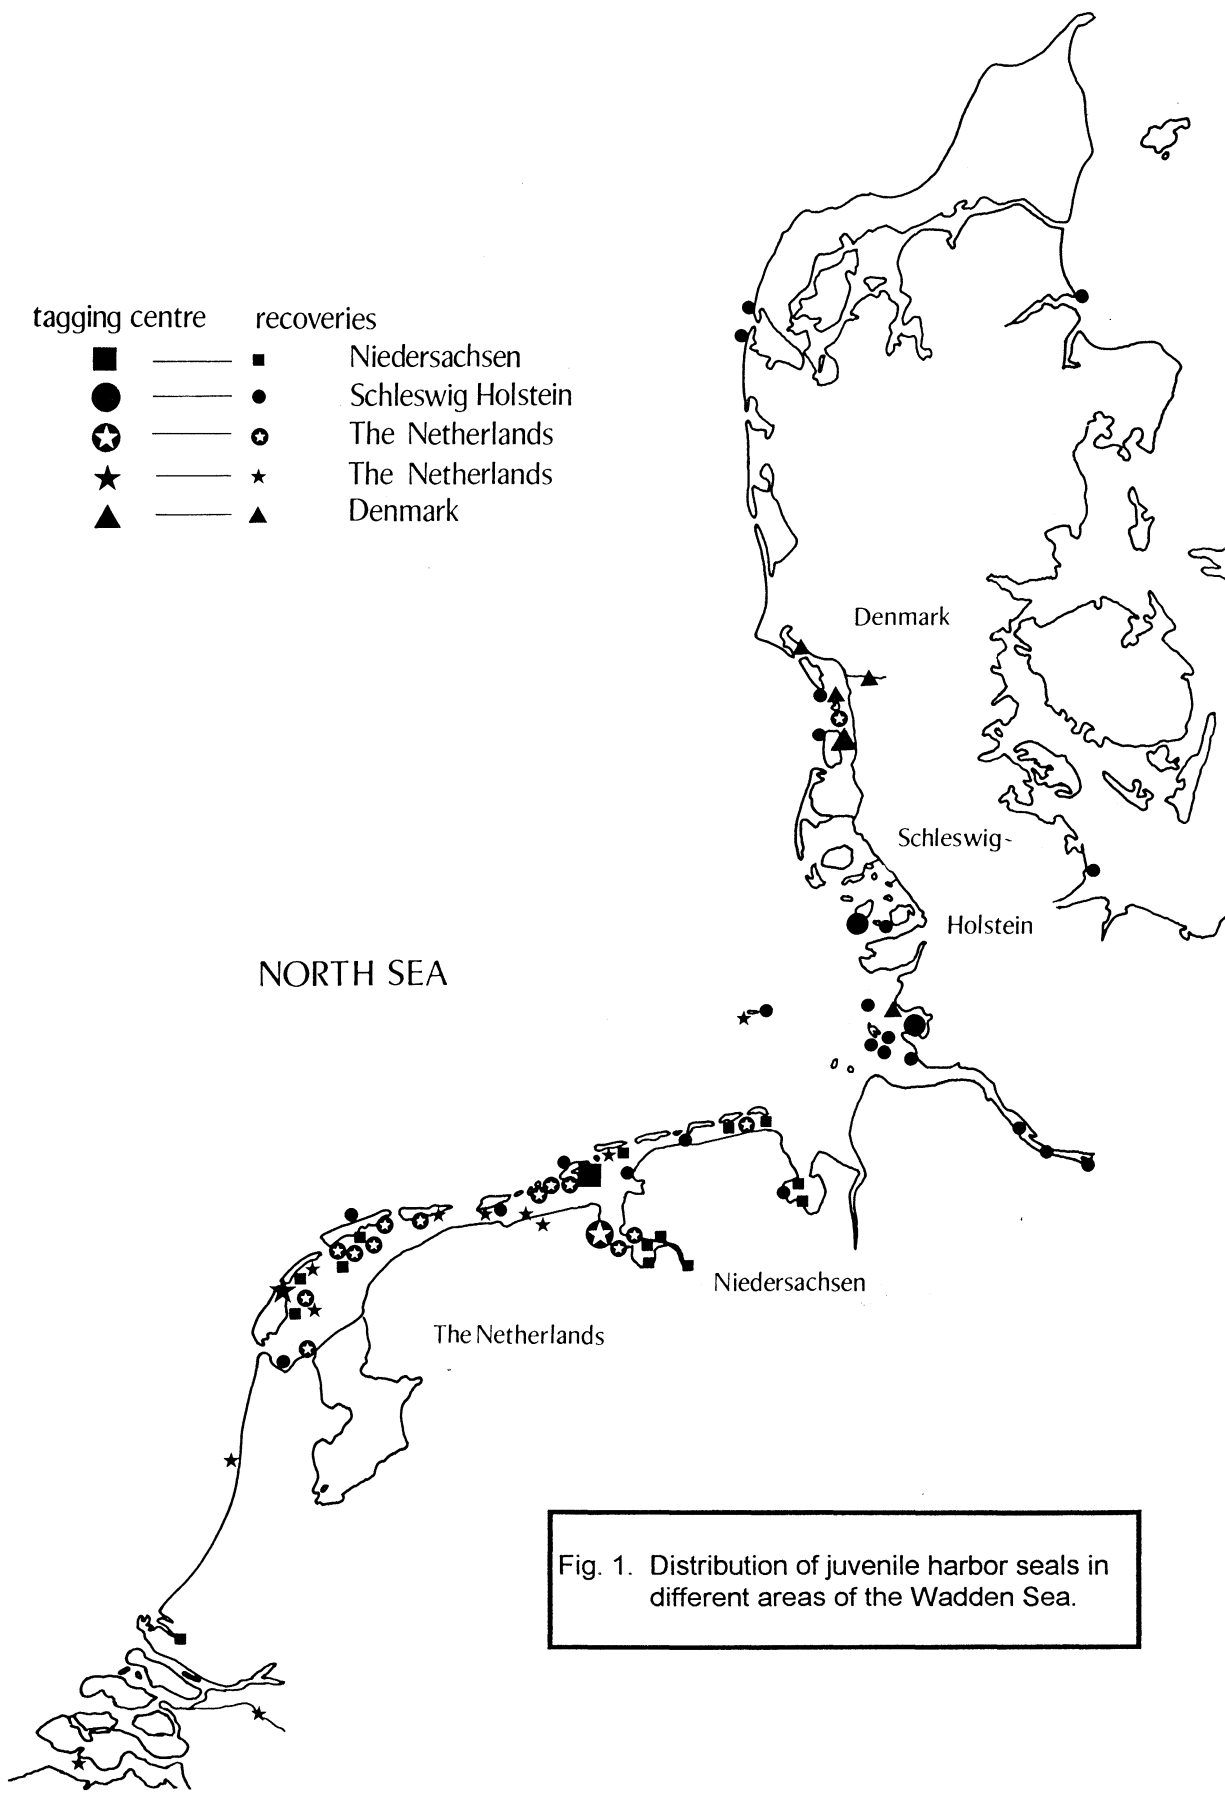 tagging centre recoveries
Niedersachsen
Schleswig Holstein
The Netherlands
The Netherlands
Denmark
Denmark
Schleswig-
Holstein
NORTH SEA
Niedersachsen
The Netherlands
Fig. 1. Distribution of juvenile harbor seals in
different areas of the Wadden Sea.